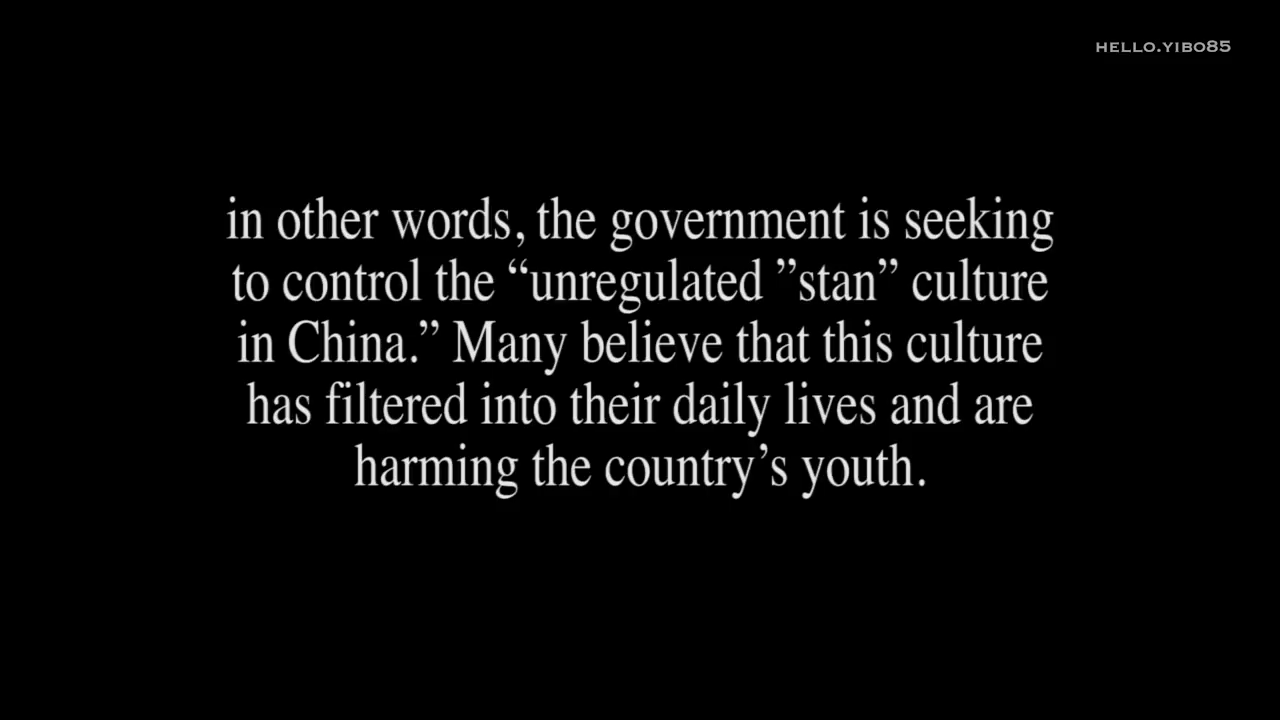 HELLO.YIBO85
in other words, the government is seeking
to control the “unregulated ”stan” culture
in China.” Many believe that this culture
has filtered into their daily lives and are
harming the country’s youth.